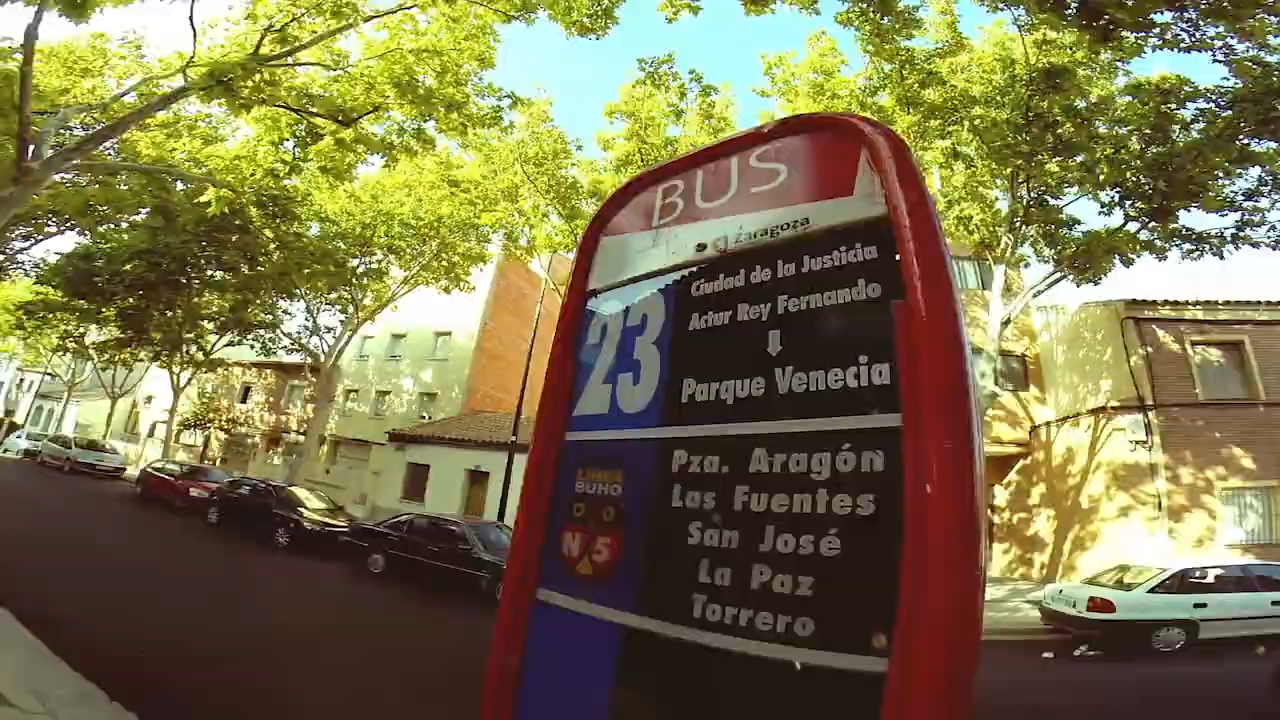 BUS
Zaragoza
23
Ciudad de la Justicia
Actur Rey Fernando
Parque Venecia
LINEA
BUHO
N 5
Pza. Aragón
Las Fuentes
San José
La Paz
Torrero